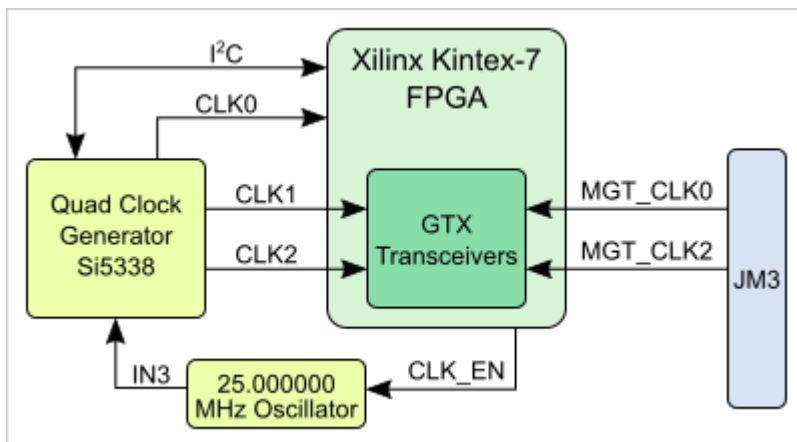 I²C
Xilinx Kintex-7
FPGA
CLK0
Quad Clock
Generator
Si5338
CLK1
CLK2
GTX
Transceivers
MGT_CLK0
MGT_CLK2
JM3
IN3
25.000000
MHz Oscillator
CLK_EN